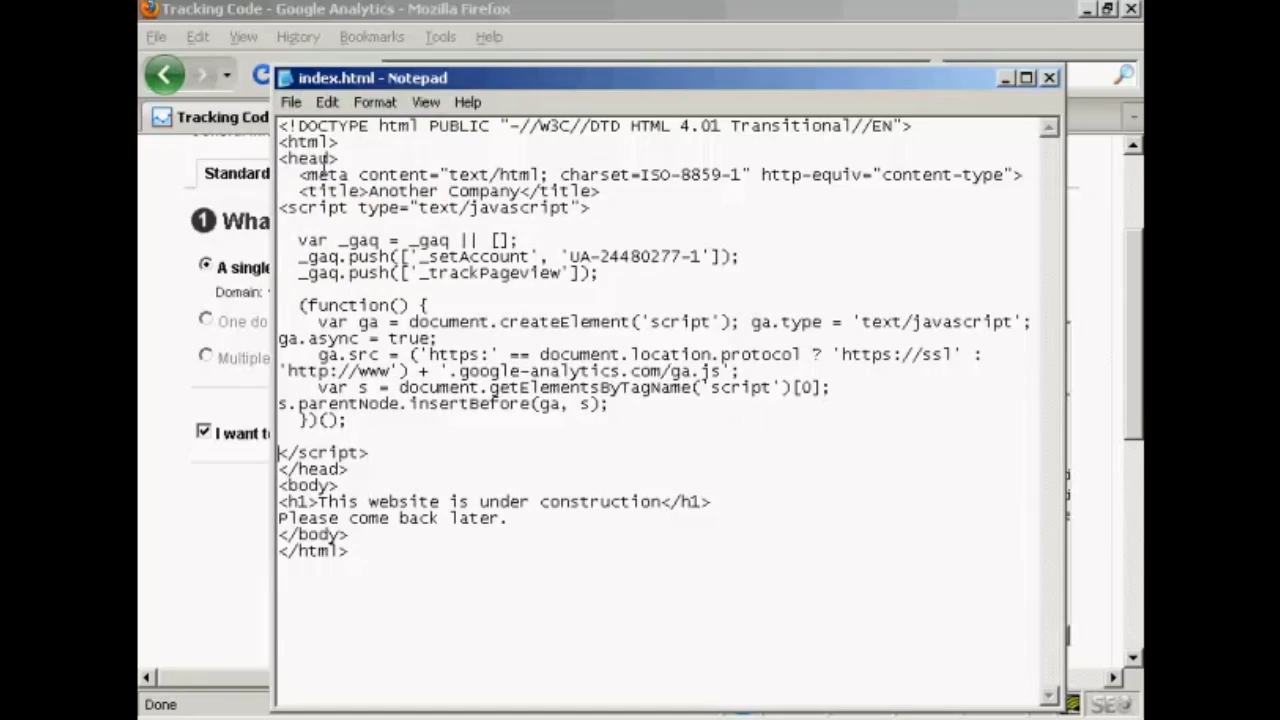 Tracking Code - Google Analytics - Mozilla Firefox
File Edit View History Bookmarks Tools Help
index.html - Notepad
File Edit Format View Help
Tracking Cod
Standard
1 Wha
A single
Domain:
One do
Multiple
I want to
<!DOCTYPE html PUBLIC "-//W3C//DTD HTML 4.01 Transitional//EN">
<html>
<head>
<meta content="text/html; charset=ISO-8859-1" http-equiv="content-type">
<title>Another Company</title>
<script type="text/javascript">
var _gaq = _gaq || [];
_gaq.push(['_setAccount', 'UA-24480277-1']);
_gaq.push(['_trackPageview']);
(function() {
var ga = document.createElement('script'); ga.type = 'text/javascript';
ga.async = true;
ga.src = ('https:' == document.location.protocol ? 'https://ssl' :
'http://www') + '.google-analytics.com/ga.js';
var s = document.getElementsByTagName('script')[0];
s.parentNode.insertBefore(ga, s);
})();
</script>
</head>
<body>
<h1>This website is under construction</h1>
Please come back later.
</body>
</html>
Done
SE